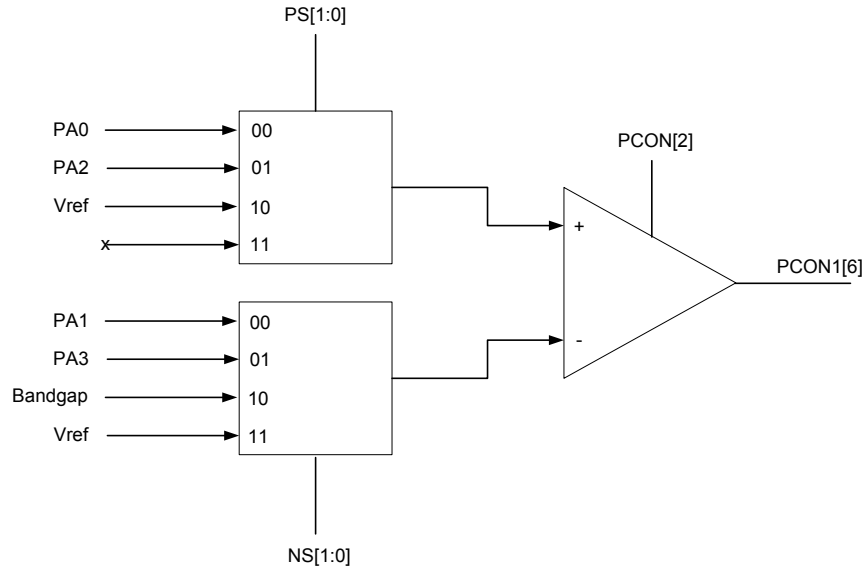 PS[1:0]
PA0
00
PA2
01
Vref
10
x
11
PCON[2]
+
PCON1[6]
-
PA1
00
PA3
01
Bandgap
10
Vref
11
NS[1:0]